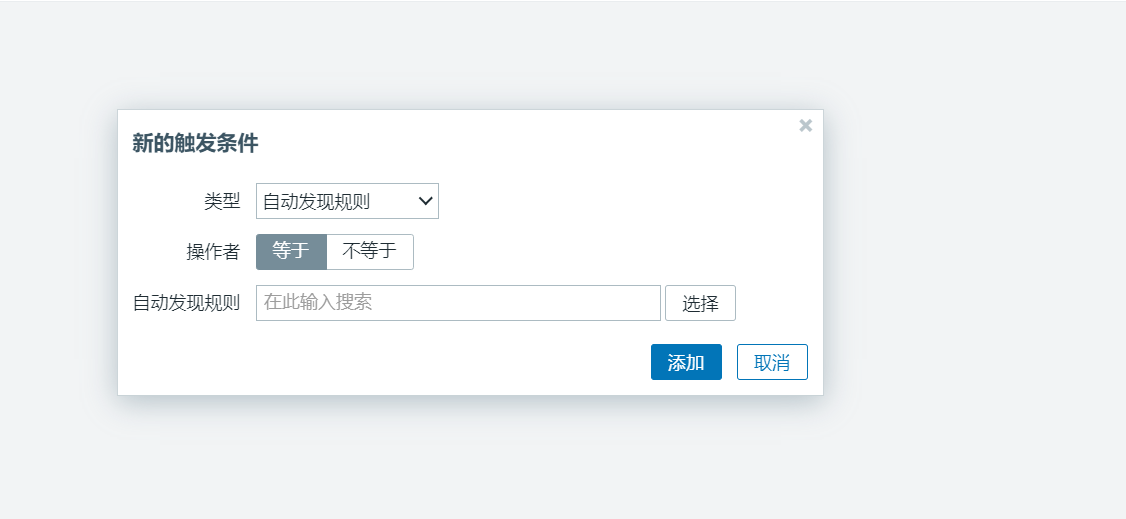 新的触发条件
类型 自动发现规则
操作者 等于 不等于
自动发现规则 在此输入搜索 选择
添加 取消